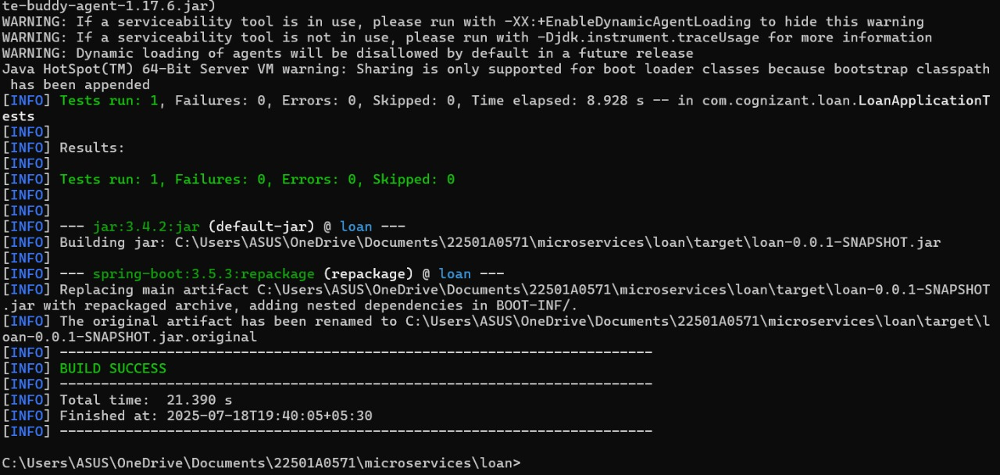 te-buddy-agent-1.17.6.jar)
WARNING: If a serviceability tool is in use, please run with -XX:+EnableDynamicAgentLoading to hide this warning
WARNING: If a serviceability tool is not in use, please run with -Djdk.instrument.traceUsage for more information
WARNING: Dynamic loading of agents will be disallowed by default in a future release
Java HotSpot(TM) 64-Bit Server VM warning: Sharing is only supported for boot loader classes because bootstrap classpath
 has been appended
[INFO] Tests run: 1, Failures: 0, Errors: 0, Skipped: 0, Time elapsed: 8.928 s -- in com.cognizant.loan.LoanApplicationT
ests
[INFO]
[INFO] Results:
[INFO]
[INFO] Tests run: 1, Failures: 0, Errors: 0, Skipped: 0
[INFO]
[INFO]
[INFO] --- jar:3.4.2:jar (default-jar) @ loan ---
[INFO] Building jar: C:\Users\ASUS\OneDrive\Documents\22501A0571\microservices\loan\target\loan-0.0.1-SNAPSHOT.jar
[INFO]
[INFO] --- spring-boot:3.5.3:repackage (repackage) @ loan ---
[INFO] Replacing main artifact C:\Users\ASUS\OneDrive\Documents\22501A0571\microservices\loan\target\loan-0.0.1-SNAPSHOT
.jar with repackaged archive, adding nested dependencies in BOOT-INF/.
[INFO] The original artifact has been renamed to C:\Users\ASUS\OneDrive\Documents\22501A0571\microservices\loan\target\l
oan-0.0.1-SNAPSHOT.jar.original
[INFO] ------------------------------------------------------------------------
[INFO] BUILD SUCCESS
[INFO] ------------------------------------------------------------------------
[INFO] Total time:  21.390 s
[INFO] Finished at: 2025-07-18T19:40:05+05:30
[INFO] ------------------------------------------------------------------------
C:\Users\ASUS\OneDrive\Documents\22501A0571\microservices\loan>